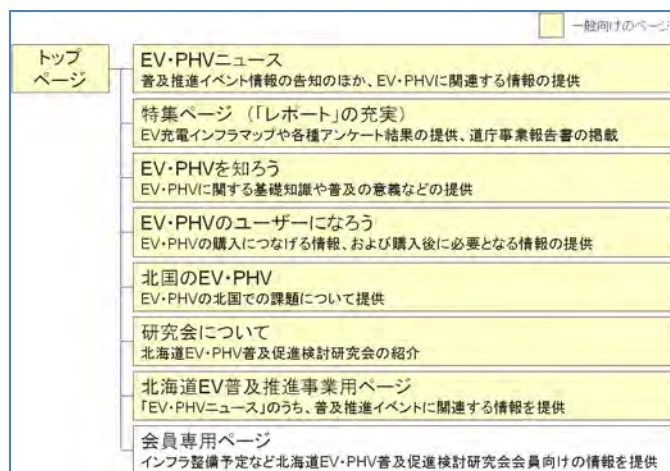 一般向けのページ
トップ
ページ
EV・PHVニュース
普及推進イベント情報の告知のほか、EV・PHVに関連する情報の提供
特集ページ （「レポート」の充実）
EV充電インフラマップや各種アンケート結果の提供、道庁事業報告書の掲載
EV・PHVを知ろう
EV・PHVに関する基礎知識や普及の意義などの提供
EV・PHVのユーザーになろう
EV・PHVの購入につなげる情報、および購入後に必要となる情報の提供
北国のEV・PHV
EV・PHVの北国での課題について提供
研究会について
北海道EV・PHV普及促進検討研究会の紹介
北海道EV普及推進事業用ページ
「EV・PHVニュース」のうち、普及推進イベントに関連する情報を提供
会員専用ページ
インフラ整備予定など北海道EV・PHV普及促進検討研究会会員向けの情報を提供